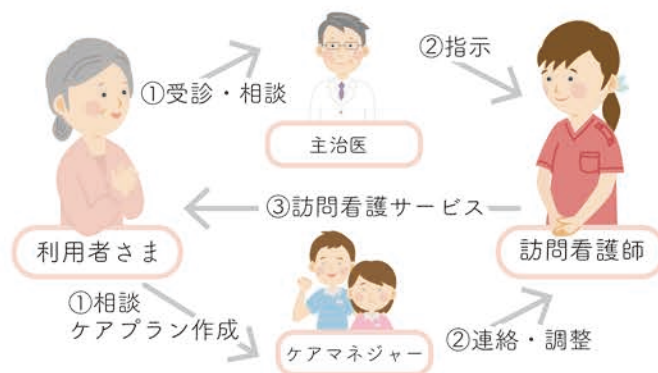 ①受診・相談
②指示
主治医
③訪問看護サービス
利用者さま
訪問看護師
①相談
ケアプラン作成
ケアマネジャー
②連絡・調整